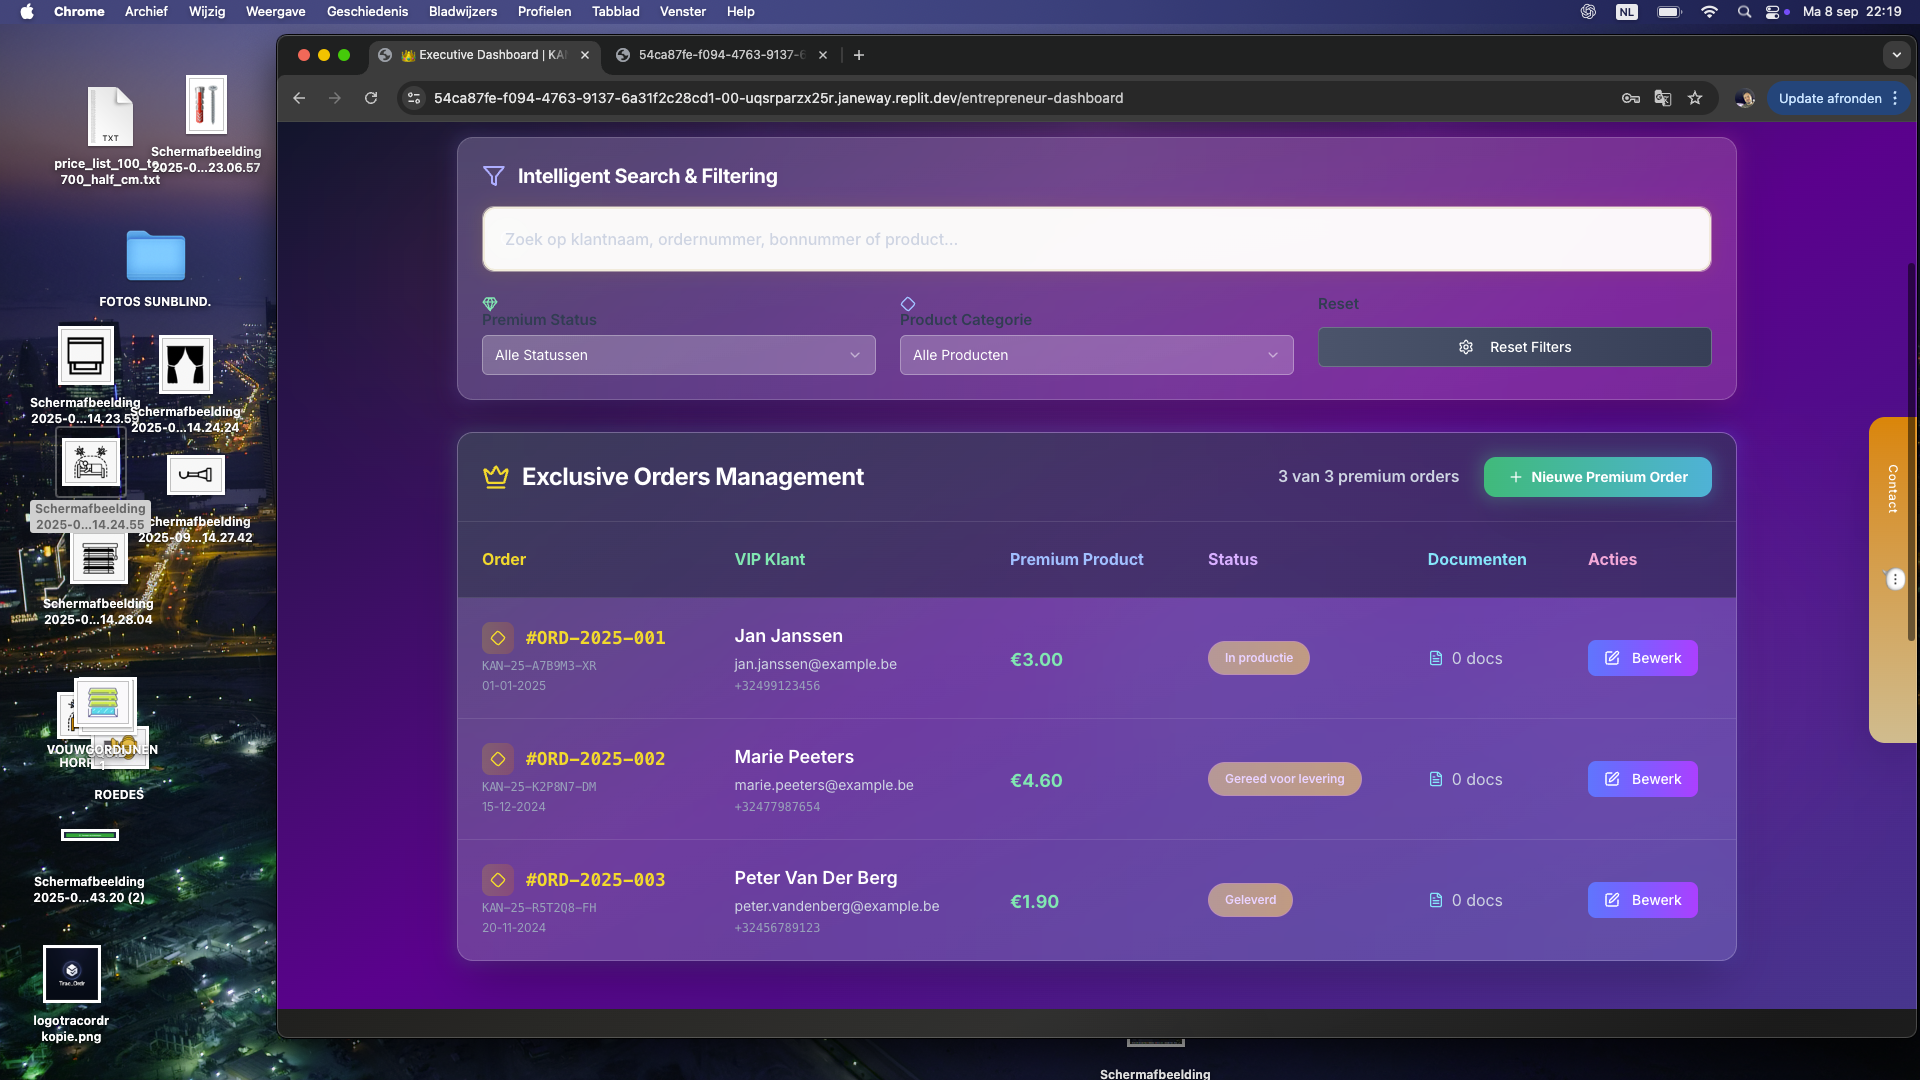 Chrome Archief Wijzig Weergave Geschiedenis Bladwijzers Profielen Tabblad Venster Help
NL Ma 8 sep 22:19
Executive Dashboard | KA
54ca87fe-f094-4763-9137-6
54ca87fe-f094-4763-9137-6a31f2c28cd1-00-uqsrparzx25r.janeway.replit.dev/entrepreneur-dashboard
Update afronden
TXT
price_list_100_to
700_half_cm.txt
Schermafbeelding
2025-0...23.06.57
FOTOS SUNBLIND.
Schermafbeelding
2025-0...14.23.59
Schermafbeelding
2025-0...14.24.24
Schermafbeelding
2025-0...14.24.55
chermafbeelding
2025-09...14.27.42
Schermafbeelding
2025-0...14.28.04
VOUWGORDIJNEN
HORR
1
ROEDES
Schermafbeelding
2025-0...43.20 (2)
Trac_Ordr
logotracordr
kopie.png
Intelligent Search & Filtering
Zoek op klantnaam, ordernummer, bonnummer of product...
Premium Status
Product Categorie
Reset
Alle Statussen
Alle Producten
Reset Filters
Exclusive Orders Management
3 van 3 premium orders
+ Nieuwe Premium Order
Order VIP Klant Premium Product Status Documenten Acties
#ORD-2025-001
KAN-25-A7B9M3-XR
01-01-2025
Jan Janssen
jan.janssen@example.be
+32499123456
€3.00
In productie
0 docs
Bewerk
#ORD-2025-002
KAN-25-K2P8N7-DM
15-12-2024
Marie Peeters
marie.peeters@example.be
+32477987654
€4.60
Gereed voor levering
0 docs
Bewerk
#ORD-2025-003
KAN-25-R5T2Q8-FH
20-11-2024
Peter Van Der Berg
peter.vandenberg@example.be
+32456789123
€1.90
Geleverd
0 docs
Bewerk
Contact
Schermafbeelding